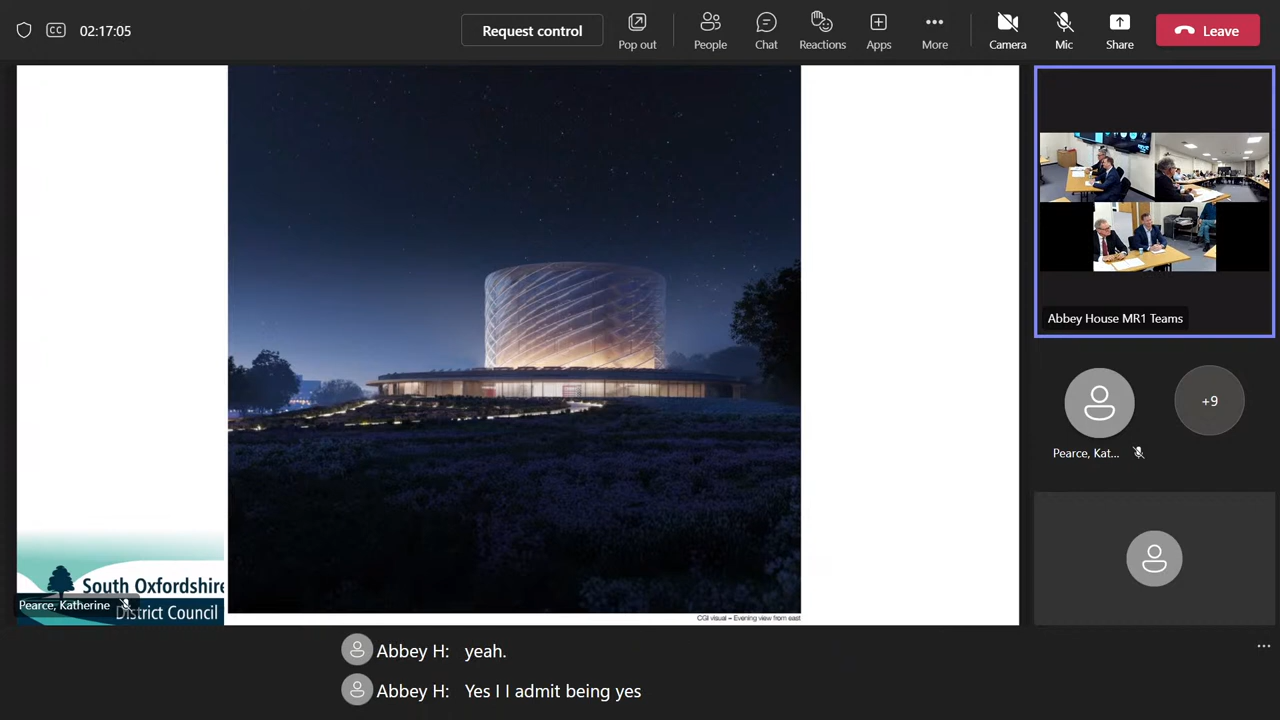 CC
02:17:05
Request control
Pop out
People
Chat
Reactions
Apps
More
Camera
Mic
Share
Leave
Abbey House MR1 Teams
Pearce, Kat...
+9
South Oxfordshire
District Council
Pearce, Katherine
CGI visual – Evening view from east
Abbey H: yeah.
Abbey H: Yes I I admit being yes